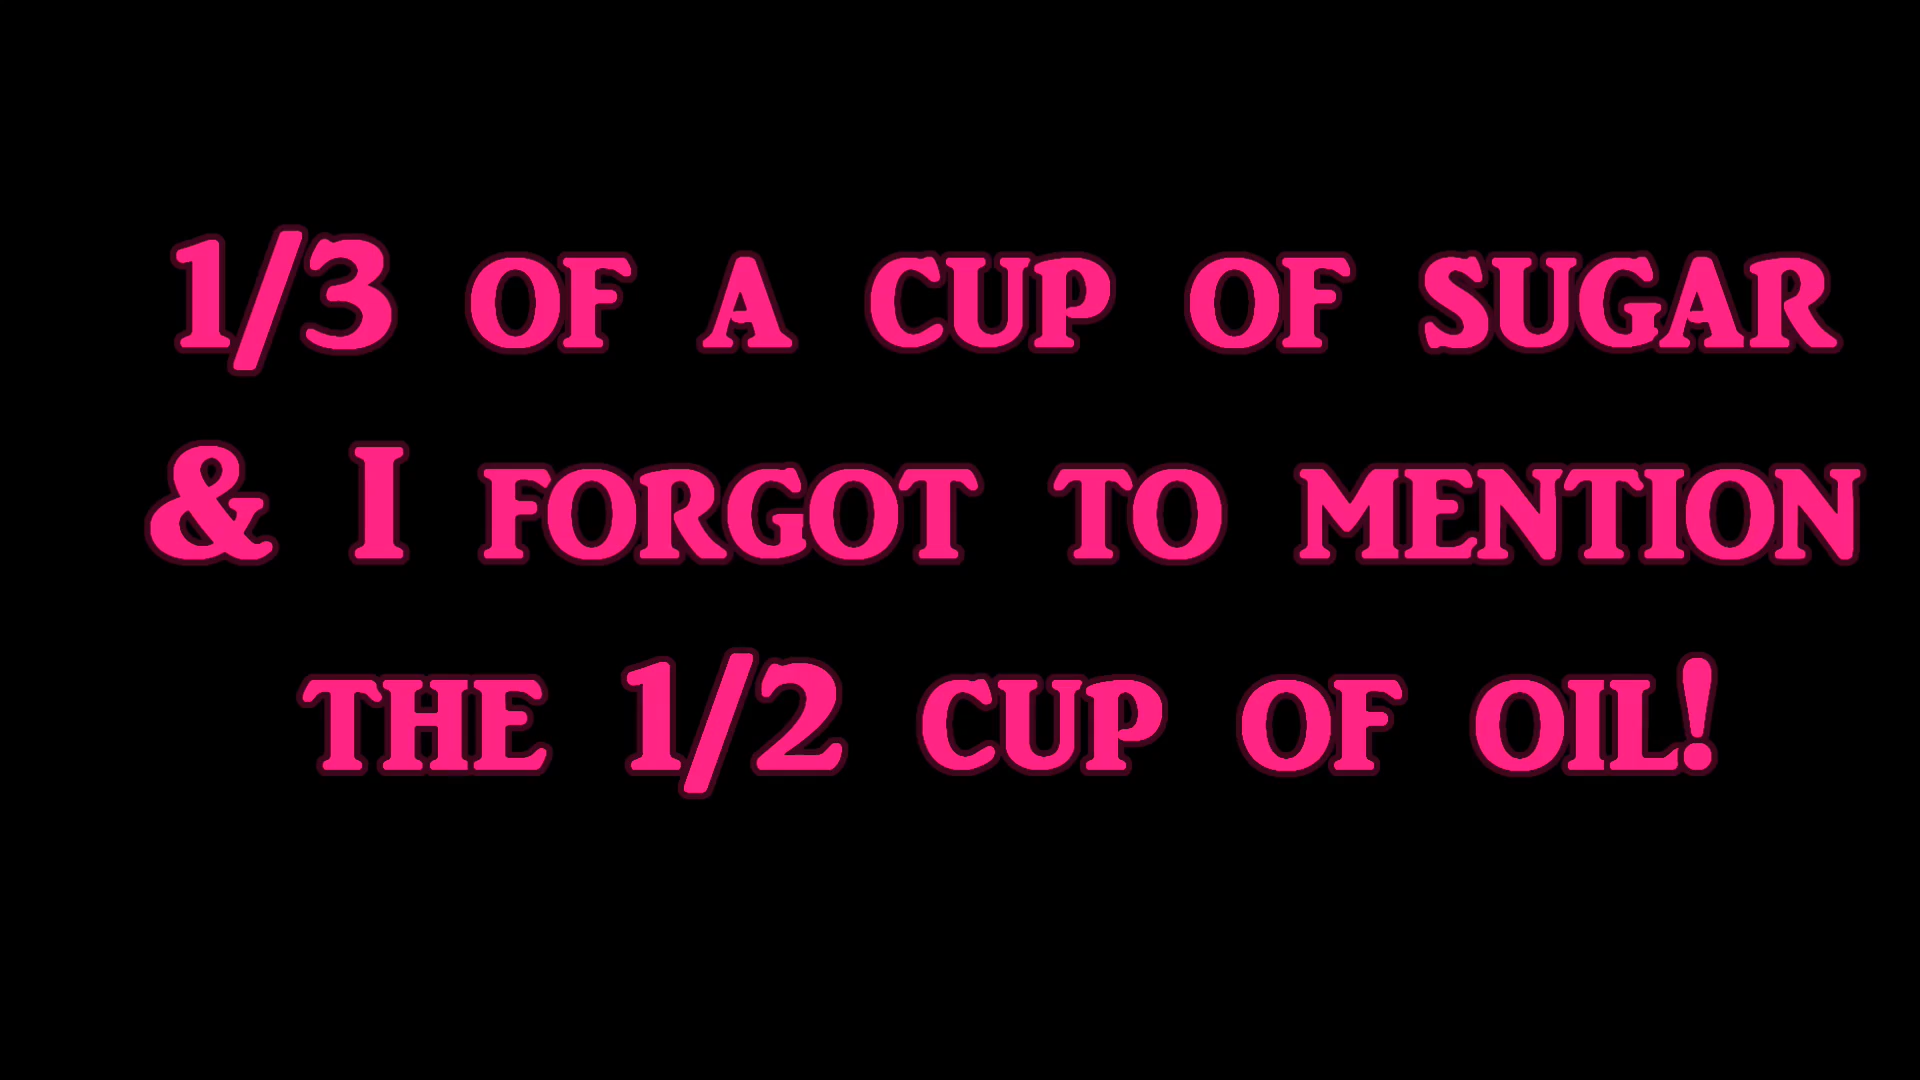 1/3 OF A CUP OF SUGAR
& I FORGOT TO MENTION
THE 1/2 CUP OF OIL!